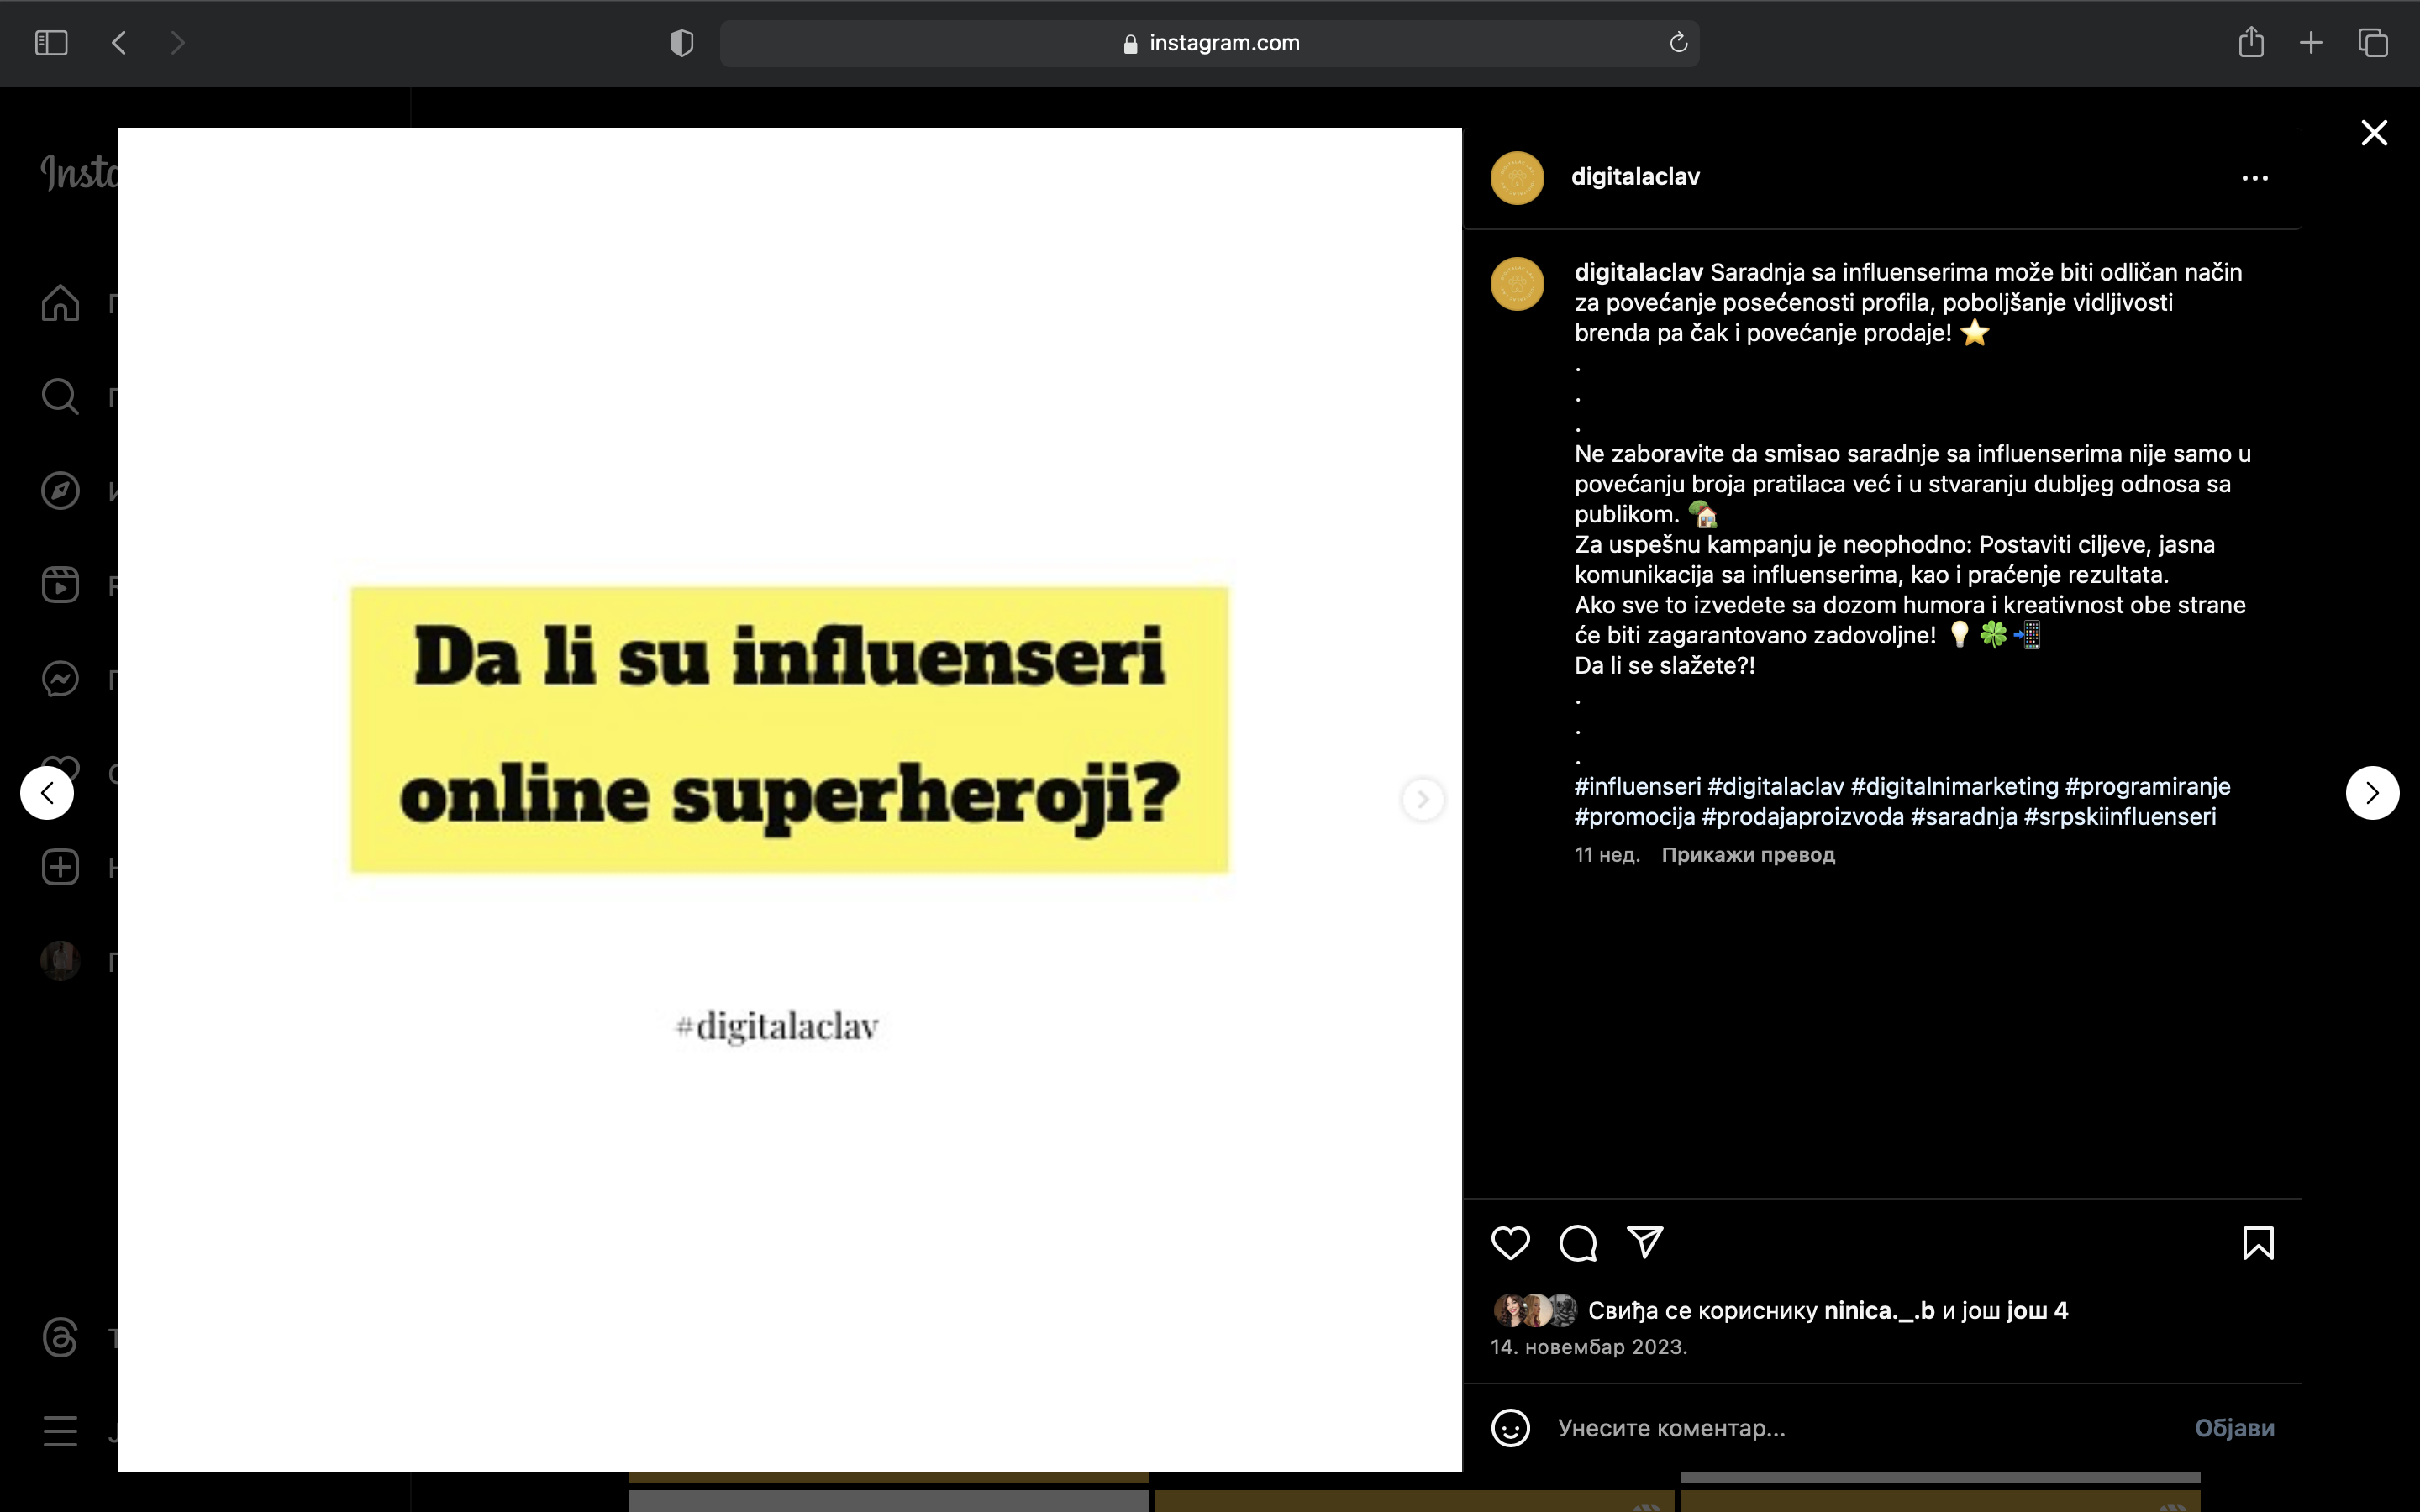 instagram.com
Insta
Da li su influenseri
online superheroji?
#digitalaclav
digitalaclav
digitalaclav Saradnja sa influenserima može biti odličan način
za povećanje posećenosti profila, poboljšanje vidljivosti
brenda pa čak i povećanje prodaje! ⭐
.
.
.
Ne zaboravite da smisao saradnje sa influenserima nije samo u
povećanju broja pratilaca već i u stvaranju dubljeg odnosa sa
publikom. 🏡
Za uspešnu kampanju je neophodno: Postaviti ciljeve, jasna
komunikacija sa influenserima, kao i praćenje rezultata.
Ako sve to izvedete sa dozom humora i kreativnost obe strane
će biti zagarantovano zadovoljne! 💡🍀📲
Da li se slažete?!
.
.
.
#influenseri #digitalaclav #digitalnimarketing #programiranje
#promocija #prodajaproizvoda #saradnja #srpskiinfluenseri
11 нед. Прикажи превод
Свиђа се кориснику ninica._.b и још још 4
14. новембар 2023.
Унесите коментар...
Објави